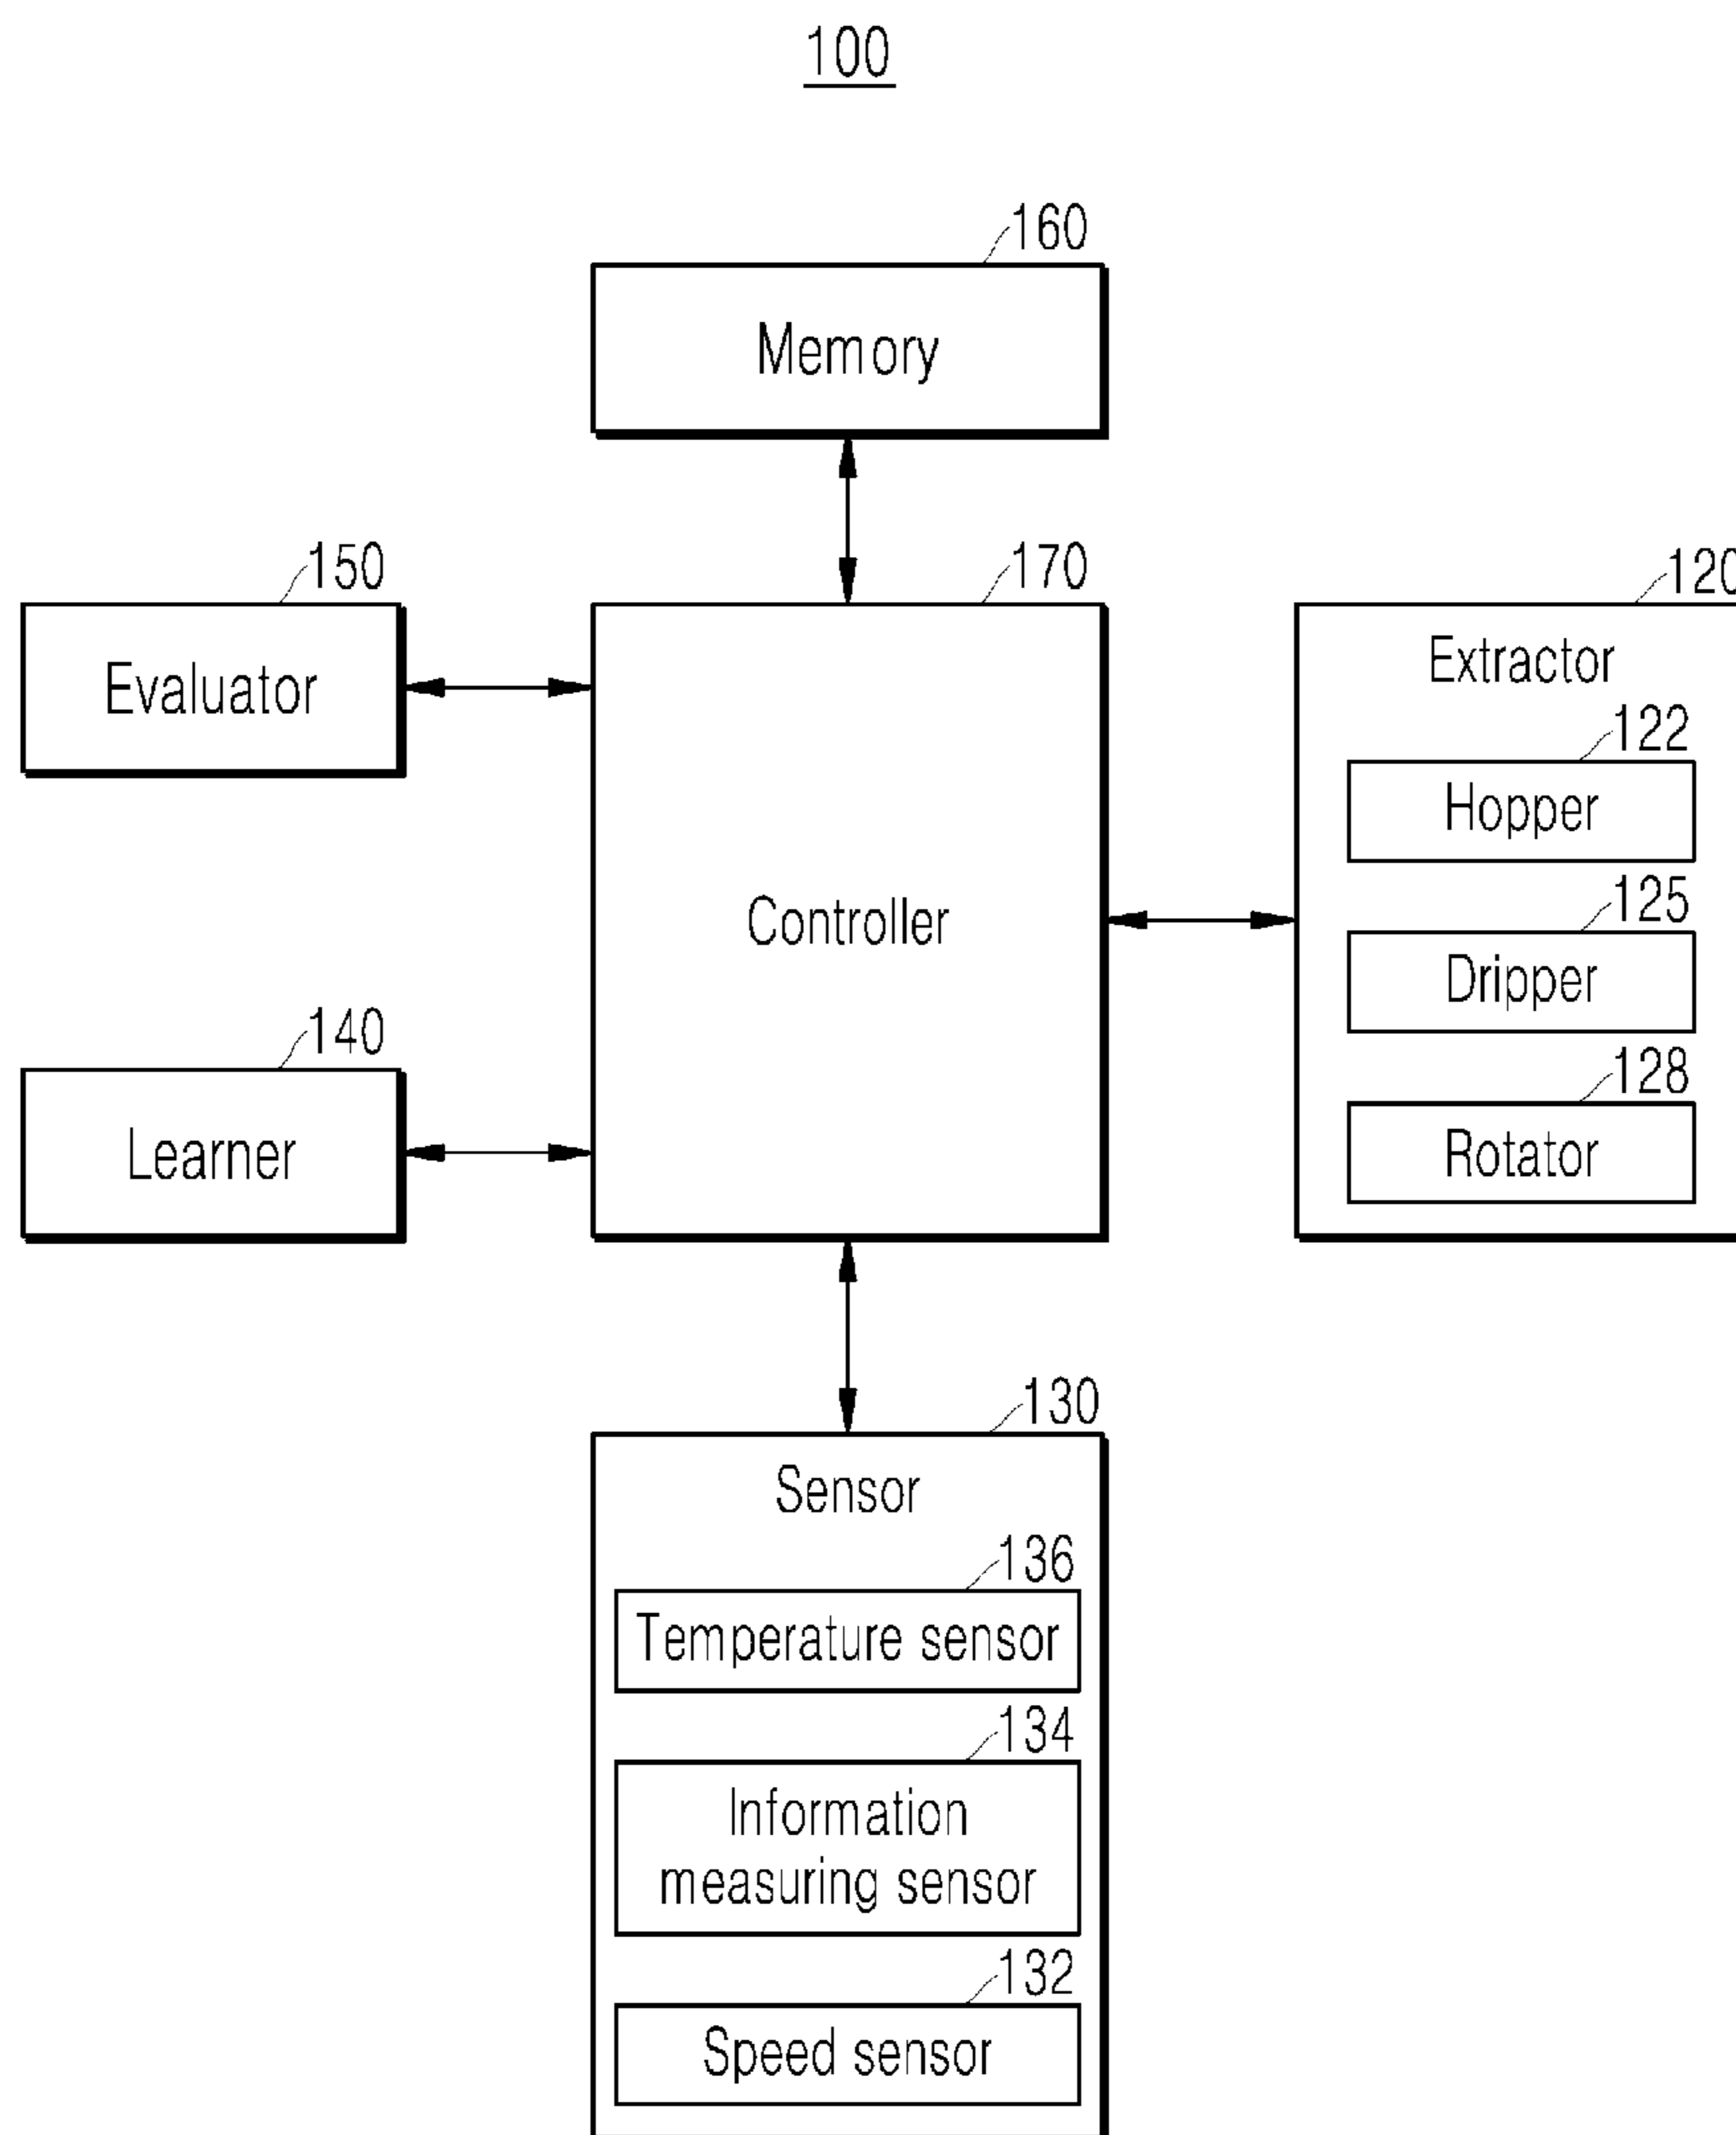 100
160
Memory
150
170
120
Evaluator
Extractor
122
Hopper
Controller
125
Dripper
140
128
Learner
Rotator
130
Sensor
136
Temperature sensor
134
Information
measuring sensor
132
Speed sensor